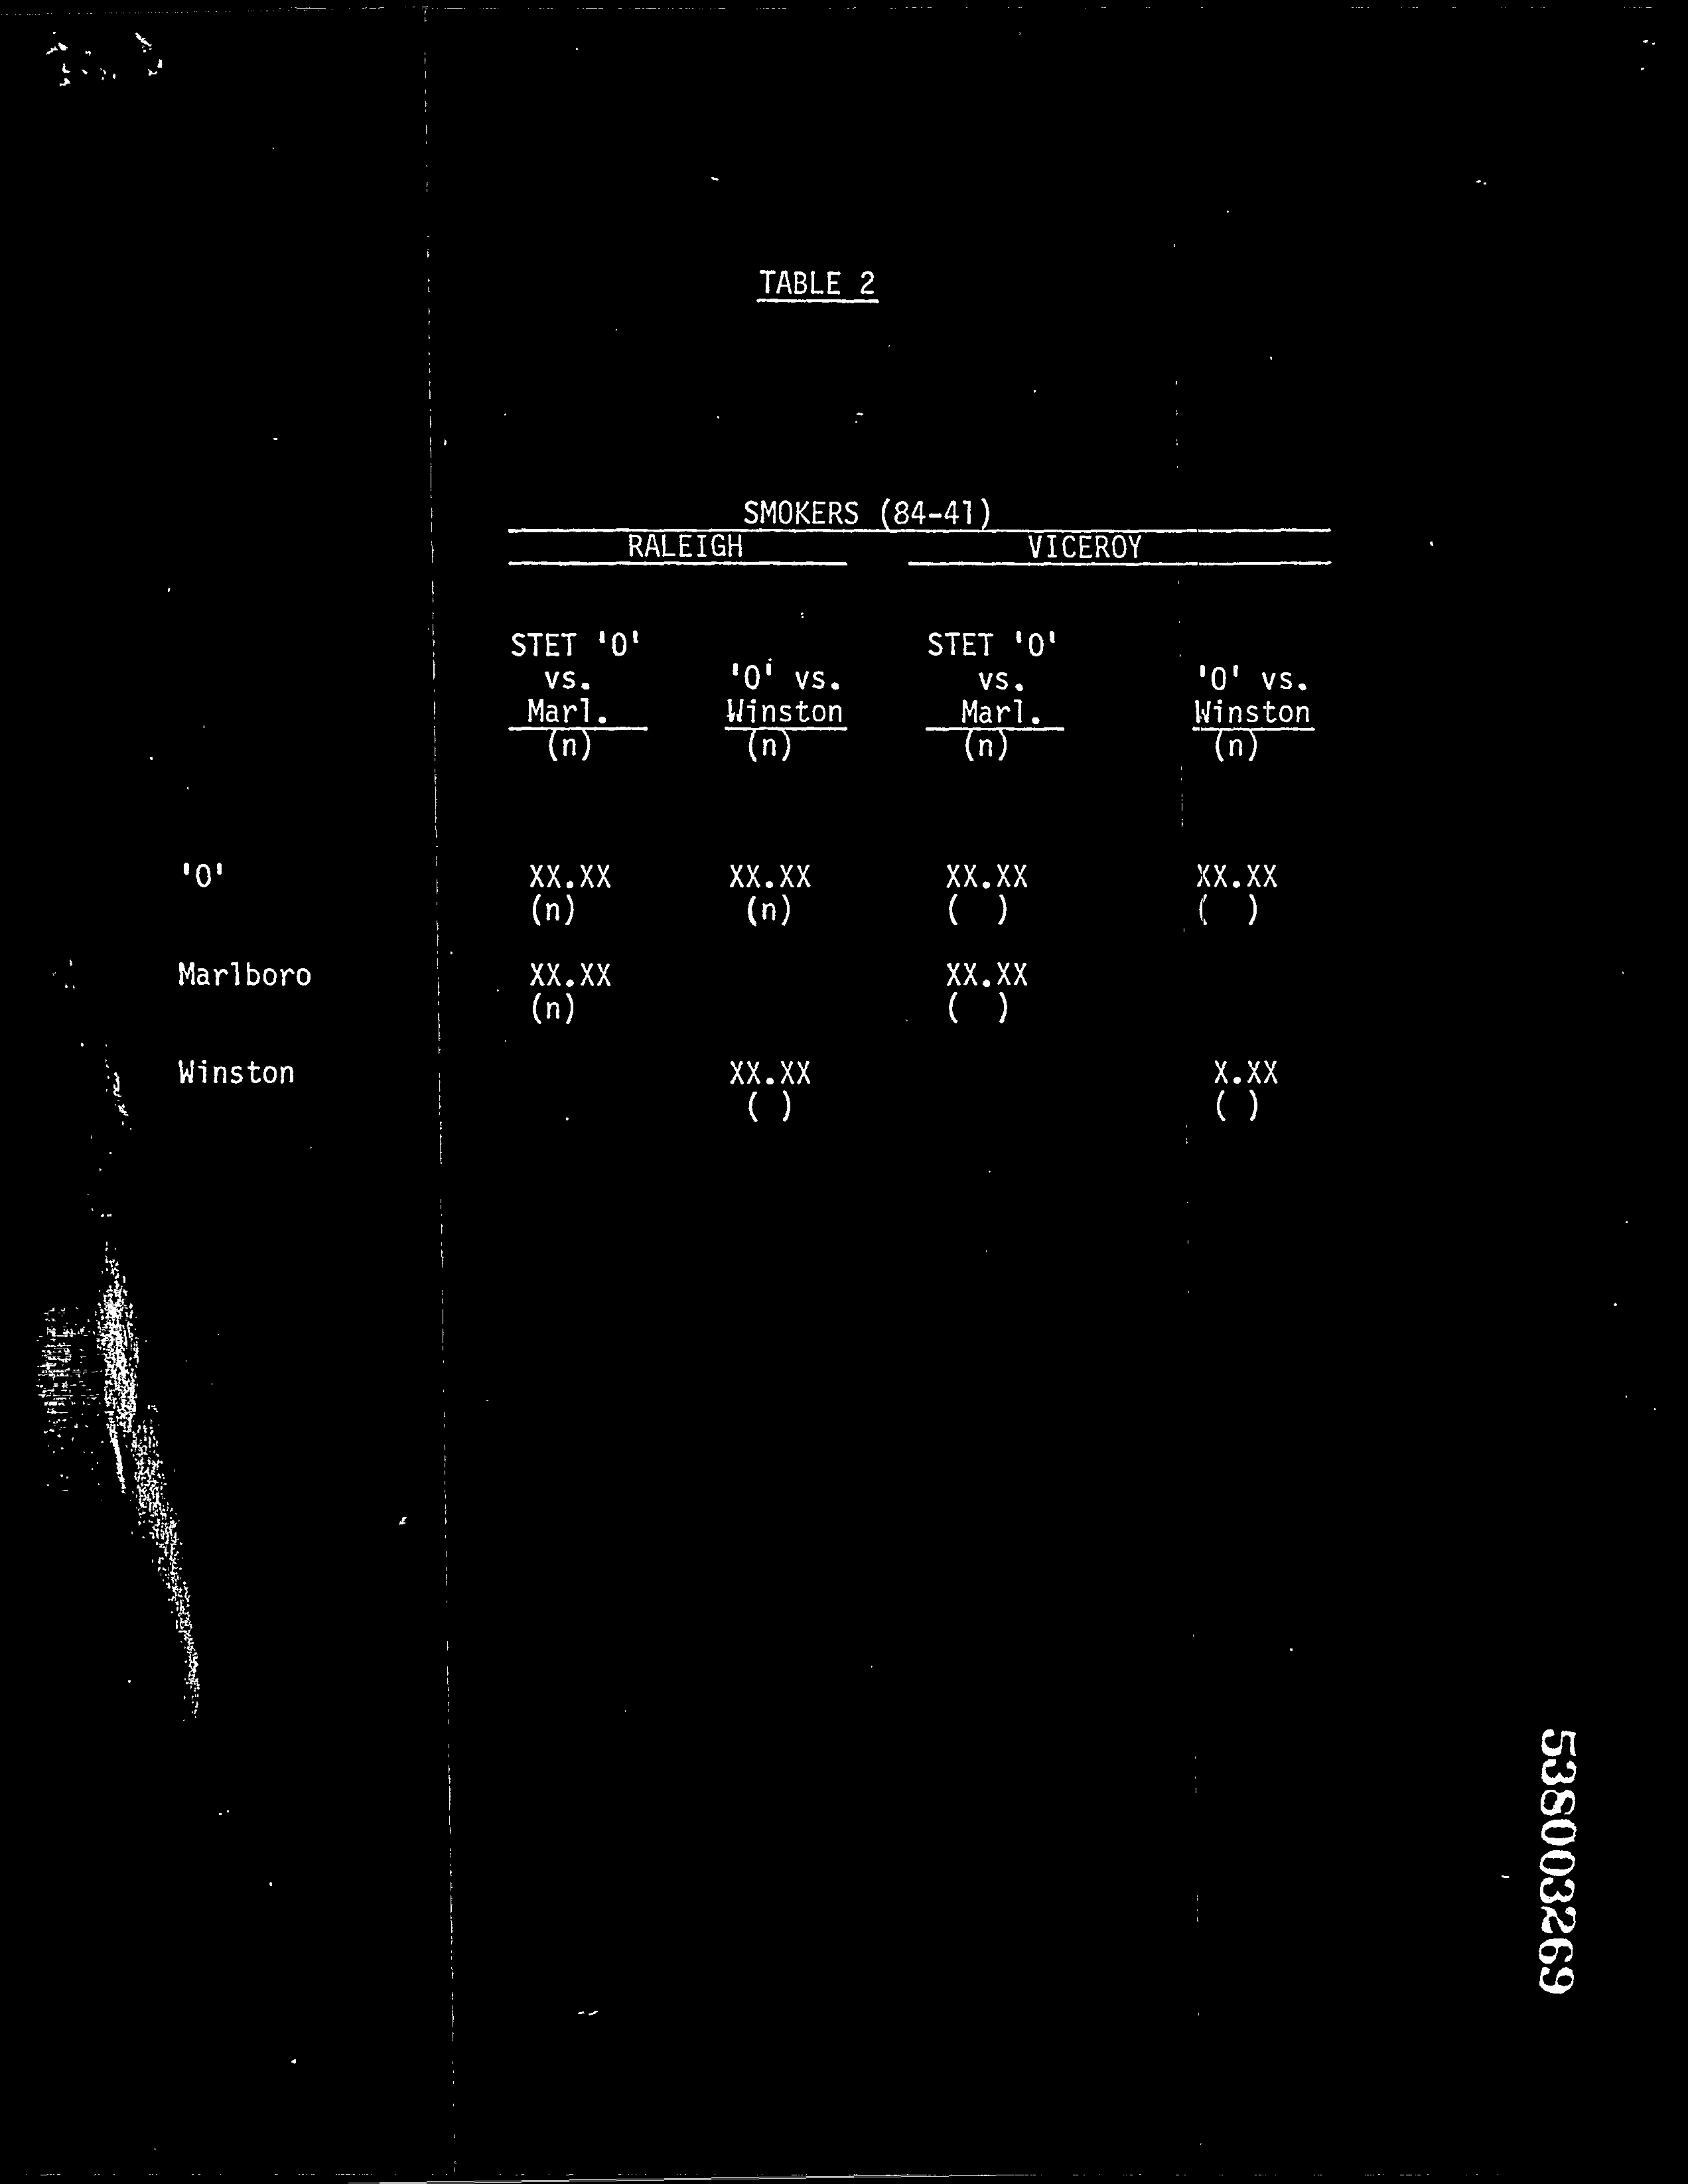 TABLE 2
SMOKERS (84-41)
RALEIGH VICEROY
STET '0' STET '0'
vs. '0' vs. vs. '0' vs.
Marl. Winston Marl. Winston
(n) (n) (n) (n)
'0' XX.XX XX.XX XX.XX XX.XX
(n) (n) ( ) ( )
Marlboro XX.XX XX.XX
(n) ( )
Winston XX.XX X.XX
( ) ( )
538003269